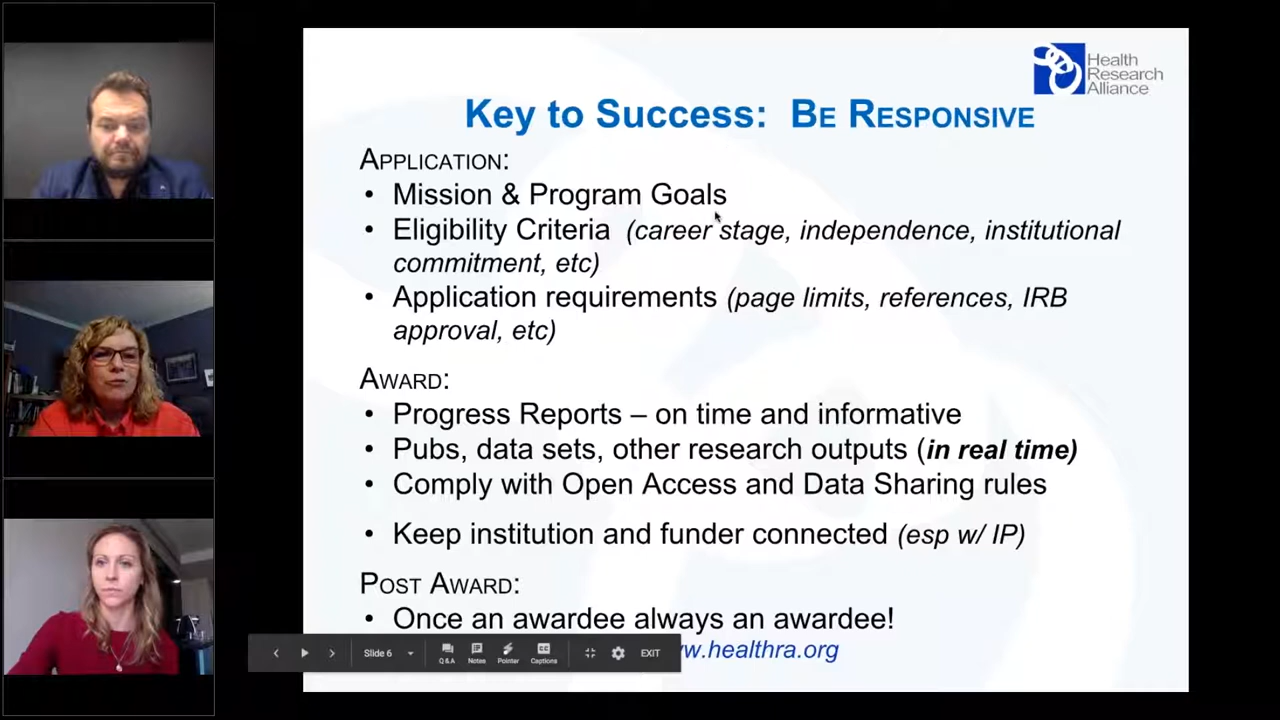 Health
Research
Alliance
Key to Success: BE RESPONSIVE
APPLICATION:
• Mission & Program Goals
• Eligibility Criteria (career stage, independence, institutional
commitment, etc)
• Application requirements (page limits, references, IRB
approval, etc)
AWARD:
• Progress Reports – on time and informative
• Pubs, data sets, other research outputs (in real time)
• Comply with Open Access and Data Sharing rules
• Keep institution and funder connected (esp w/ IP)
POST AWARD:
• Once an awardee always an awardee!
w.healthra.org
Slide 6
Q&A
Notes
Pointer
Captions
EXIT